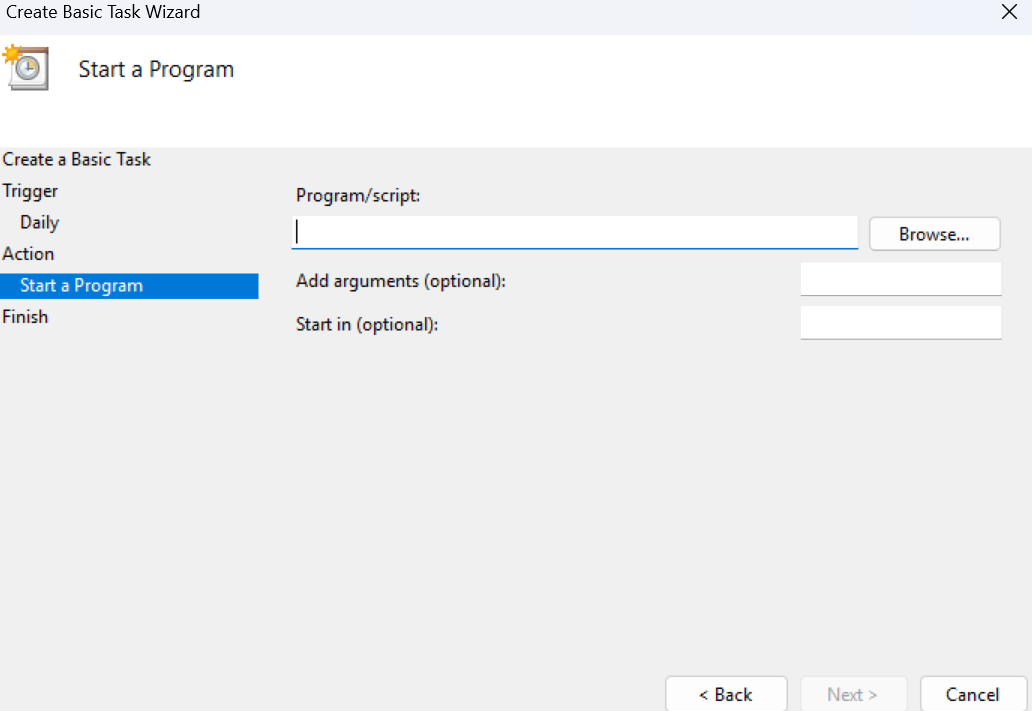 Create Basic Task Wizard
Start a Program
Create a Basic Task
Trigger
Daily
Action
Start a Program
Finish
Program/script:
Browse...
Add arguments (optional):
Start in (optional):
< Back
Next >
Cancel